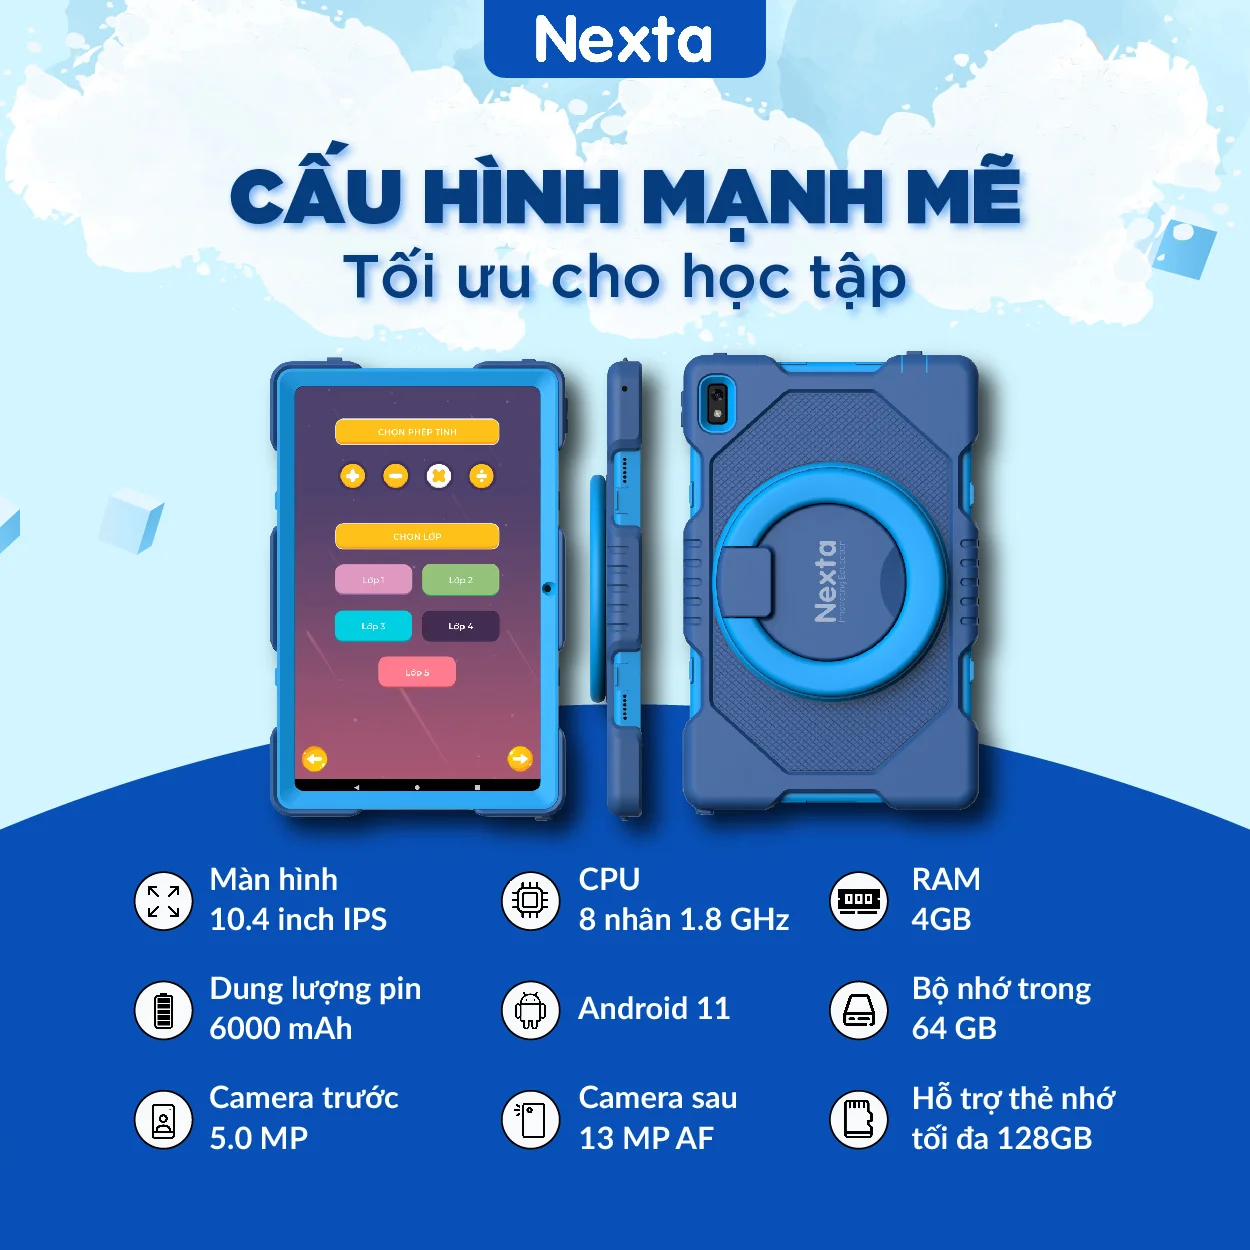 Nexta
CẤU HÌNH MẠNH MẼ
Tối ưu cho học tập
CHỌN PHÉP TÍNH
CHỌN LỚP
Lớp 1
Lớp 2
Lớp 3
Lớp 4
Lớp 5
Nexta
Improving Education
Màn hình
10.4 inch IPS
CPU
8 nhân 1.8 GHz
RAM
4GB
Dung lượng pin
6000 mAh
Android 11
Bộ nhớ trong
64 GB
Camera trước
5.0 MP
Camera sau
13 MP AF
Hỗ trợ thẻ nhớ
tối đa 128GB